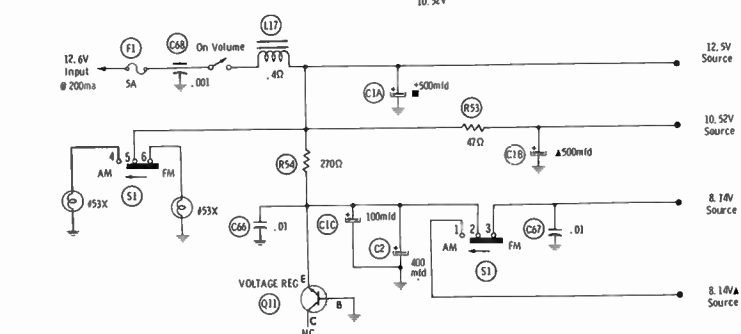 10.52V
L17
C68
F1
On Volume
12.6V
Input
@ 200ma
5A
.001
.4Ω
12.5V
Source
C1A
+
■
500mfd
R53
47Ω
10.52V
Source
C1B
+
▲500mfd
4 5 6
AM
FM
S1
#53X
#53X
R54
270Ω
8.14V
Source
C66
.01
C1C
+
100mfd
C2
+
400
mfd
1 2 3
AM
FM
S1
C67
.01
VOLTAGE REG
E
Q11
B
C
NC
8.14V▲
Source